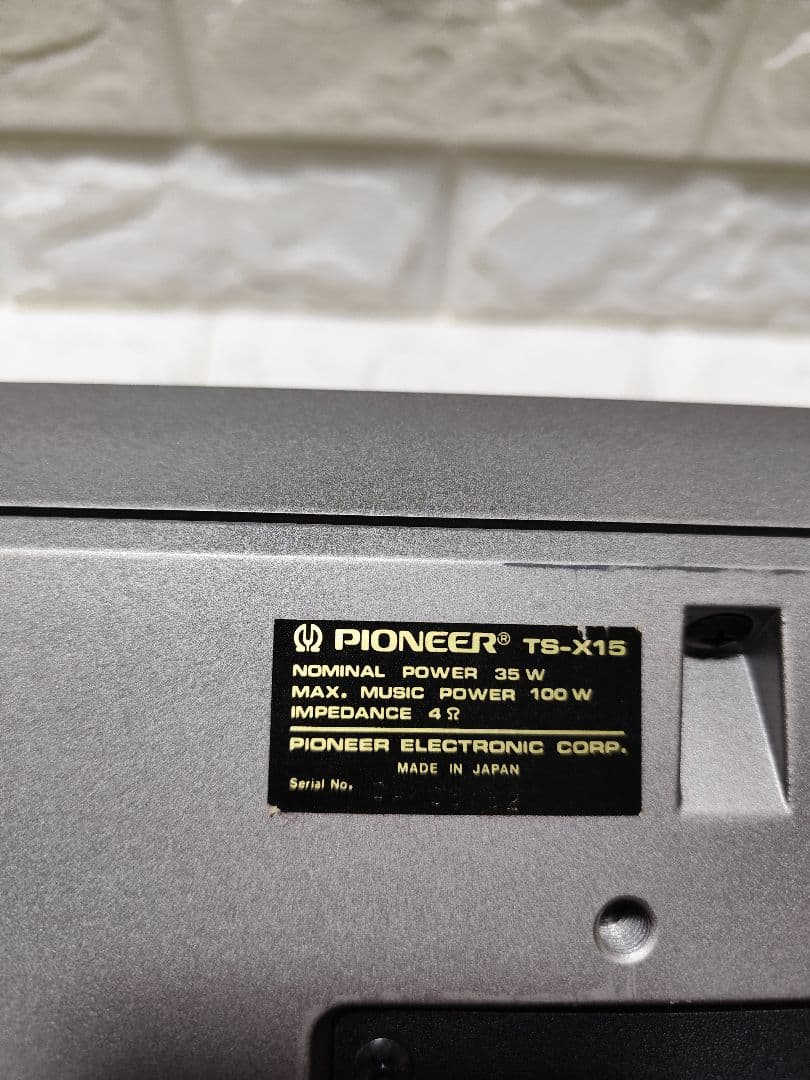 PIONEER® TS-X15
NOMINAL POWER 35 W
MAX. MUSIC POWER 100 W
IMPEDANCE 4 Ω
PIONEER ELECTRONIC CORP.
MADE IN JAPAN
Serial No.